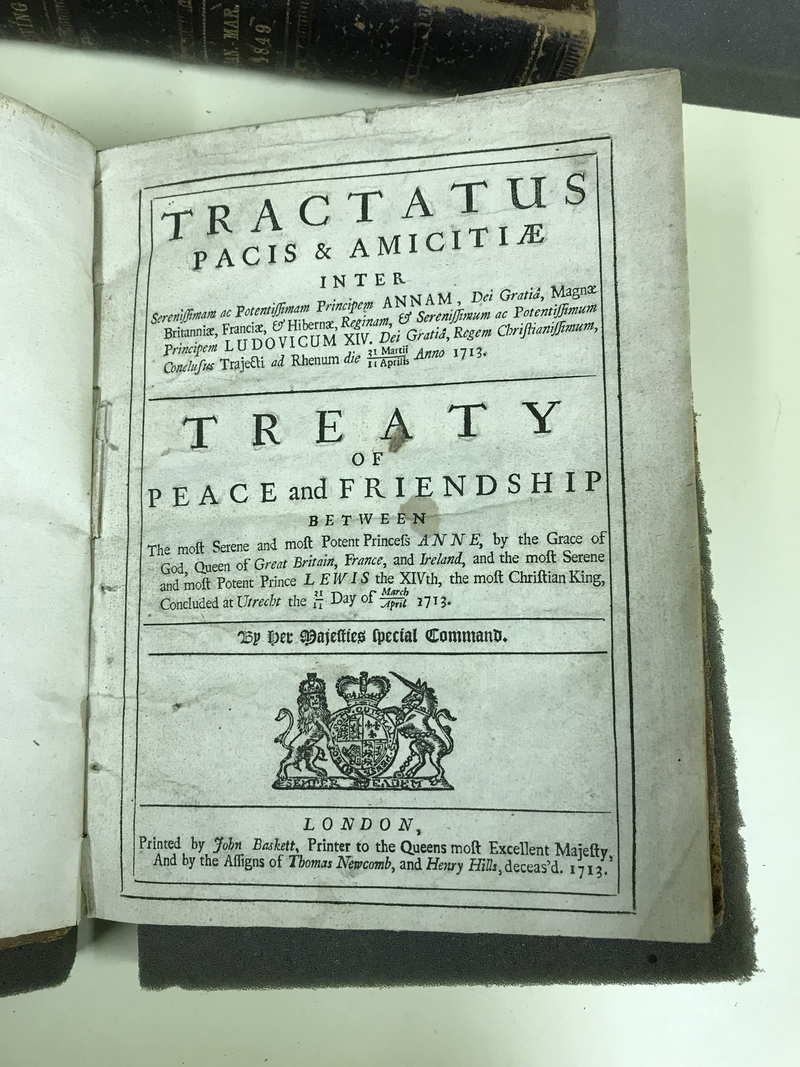 AN.-MAR.
1849
TRACTATUS
PACIS & AMICITIÆ
INTER
Sereniſſimam ac Potentiſſimam Principem ANNAM, Dei Gratiâ, Magnæ
Britanniæ, Franciæ, & Hiberniæ, Reginam, & Sereniſſimum ac Potentiſſimum
Principem LUDOVICUM XIV. Dei Gratiâ, Regem Chriſtianiſſimum,
Concluſus Trajecti ad Rhenum die 31 Martii / 11 Aprilis Anno 1713.
TREATY
OF
PEACE and FRIENDSHIP
BETWEEN
The moſt Serene and moſt Potent Princeſs ANNE, by the Grace of
God, Queen of Great Britain, France, and Ireland, and the moſt Serene
and moſt Potent Prince LEWIS the XIVth, the moſt Chriſtian King,
Concluded at Utrecht the 31/11 Day of March/April 1713.
By Her Majeſties ſpecial Command.
SEMPER EADEM
LONDON,
Printed by John Baskett, Printer to the Queens moſt Excellent Majeſty,
And by the Aſſigns of Thomas Newcomb, and Henry Hills, deceas'd. 1713.